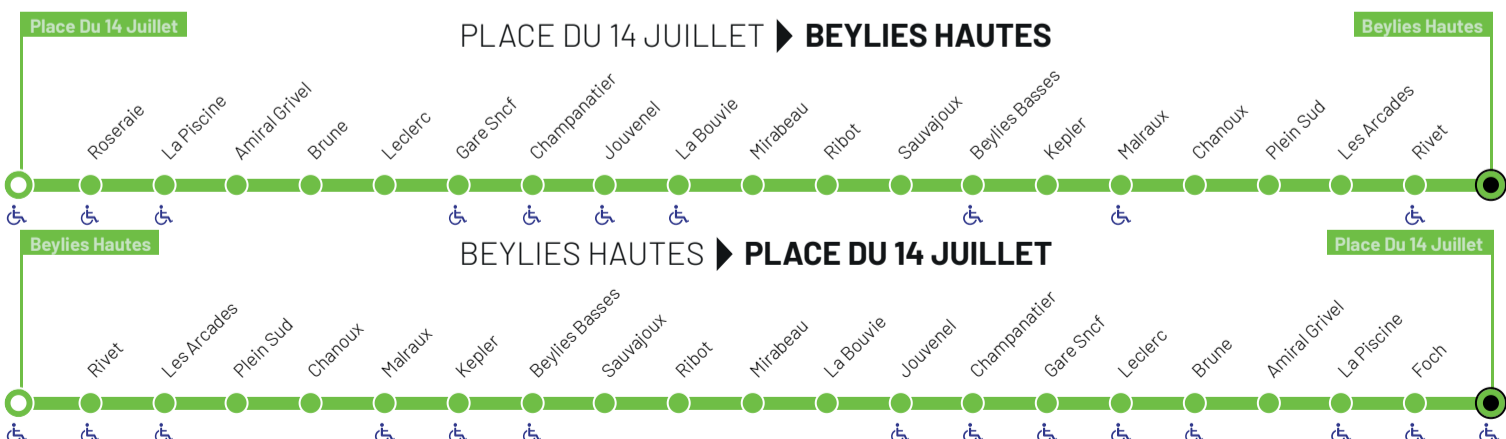 Place Du 14 Juillet
PLACE DU 14 JUILLET BEYLIES HAUTES
Beylies Hautes
Roseraie
La Piscine
Amiral Grivel
Brune
Leclerc
Gare Sncf
Champanatier
Jouvenel
La Bouvie
Mirabeau
Ribot
Sauvajoux
Beylies Basses
Kepler
Malraux
Chanoux
Plein Sud
Les Arcades
Rivet
Beylies Hautes
BEYLIES HAUTES PLACE DU 14 JUILLET
Place Du 14 Juillet
Rivet
Les Arcades
Plein Sud
Chanoux
Malraux
Kepler
Beylies Basses
Sauvajoux
Ribot
Mirabeau
La Bouvie
Jouvenel
Champanatier
Gare Sncf
Leclerc
Brune
Amiral Grivel
La Piscine
Foch